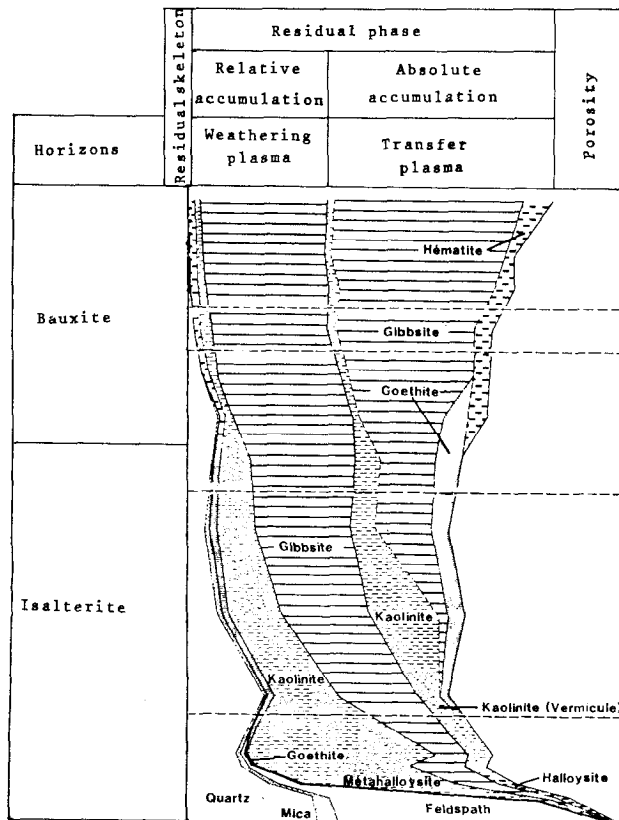 Residual phase
Residual skeleton
Relative
accumulation
Absolute
accumulation
Porosity
Horizons
Weathering
plasma
Transfer
plasma
Hématite
Bauxite
Gibbsite
Goethite
Gibbsite
Isalterite
Kaolinite
Kaolinite
Kaolinite (Vermicule)
Goethite
Métahalloysite
Halloysite
Quartz
Feldspath
Mica